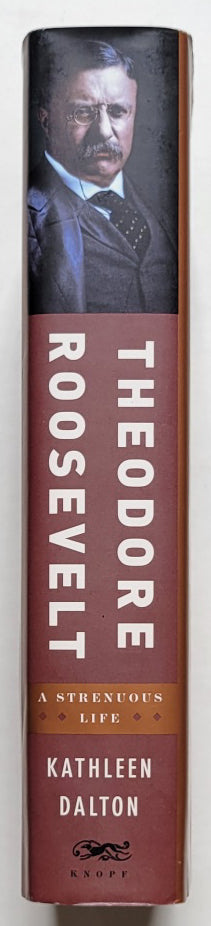 THEODORE
ROOSEVELT
A STRENUOUS
LIFE
KATHLEEN
DALTON
KNOPF